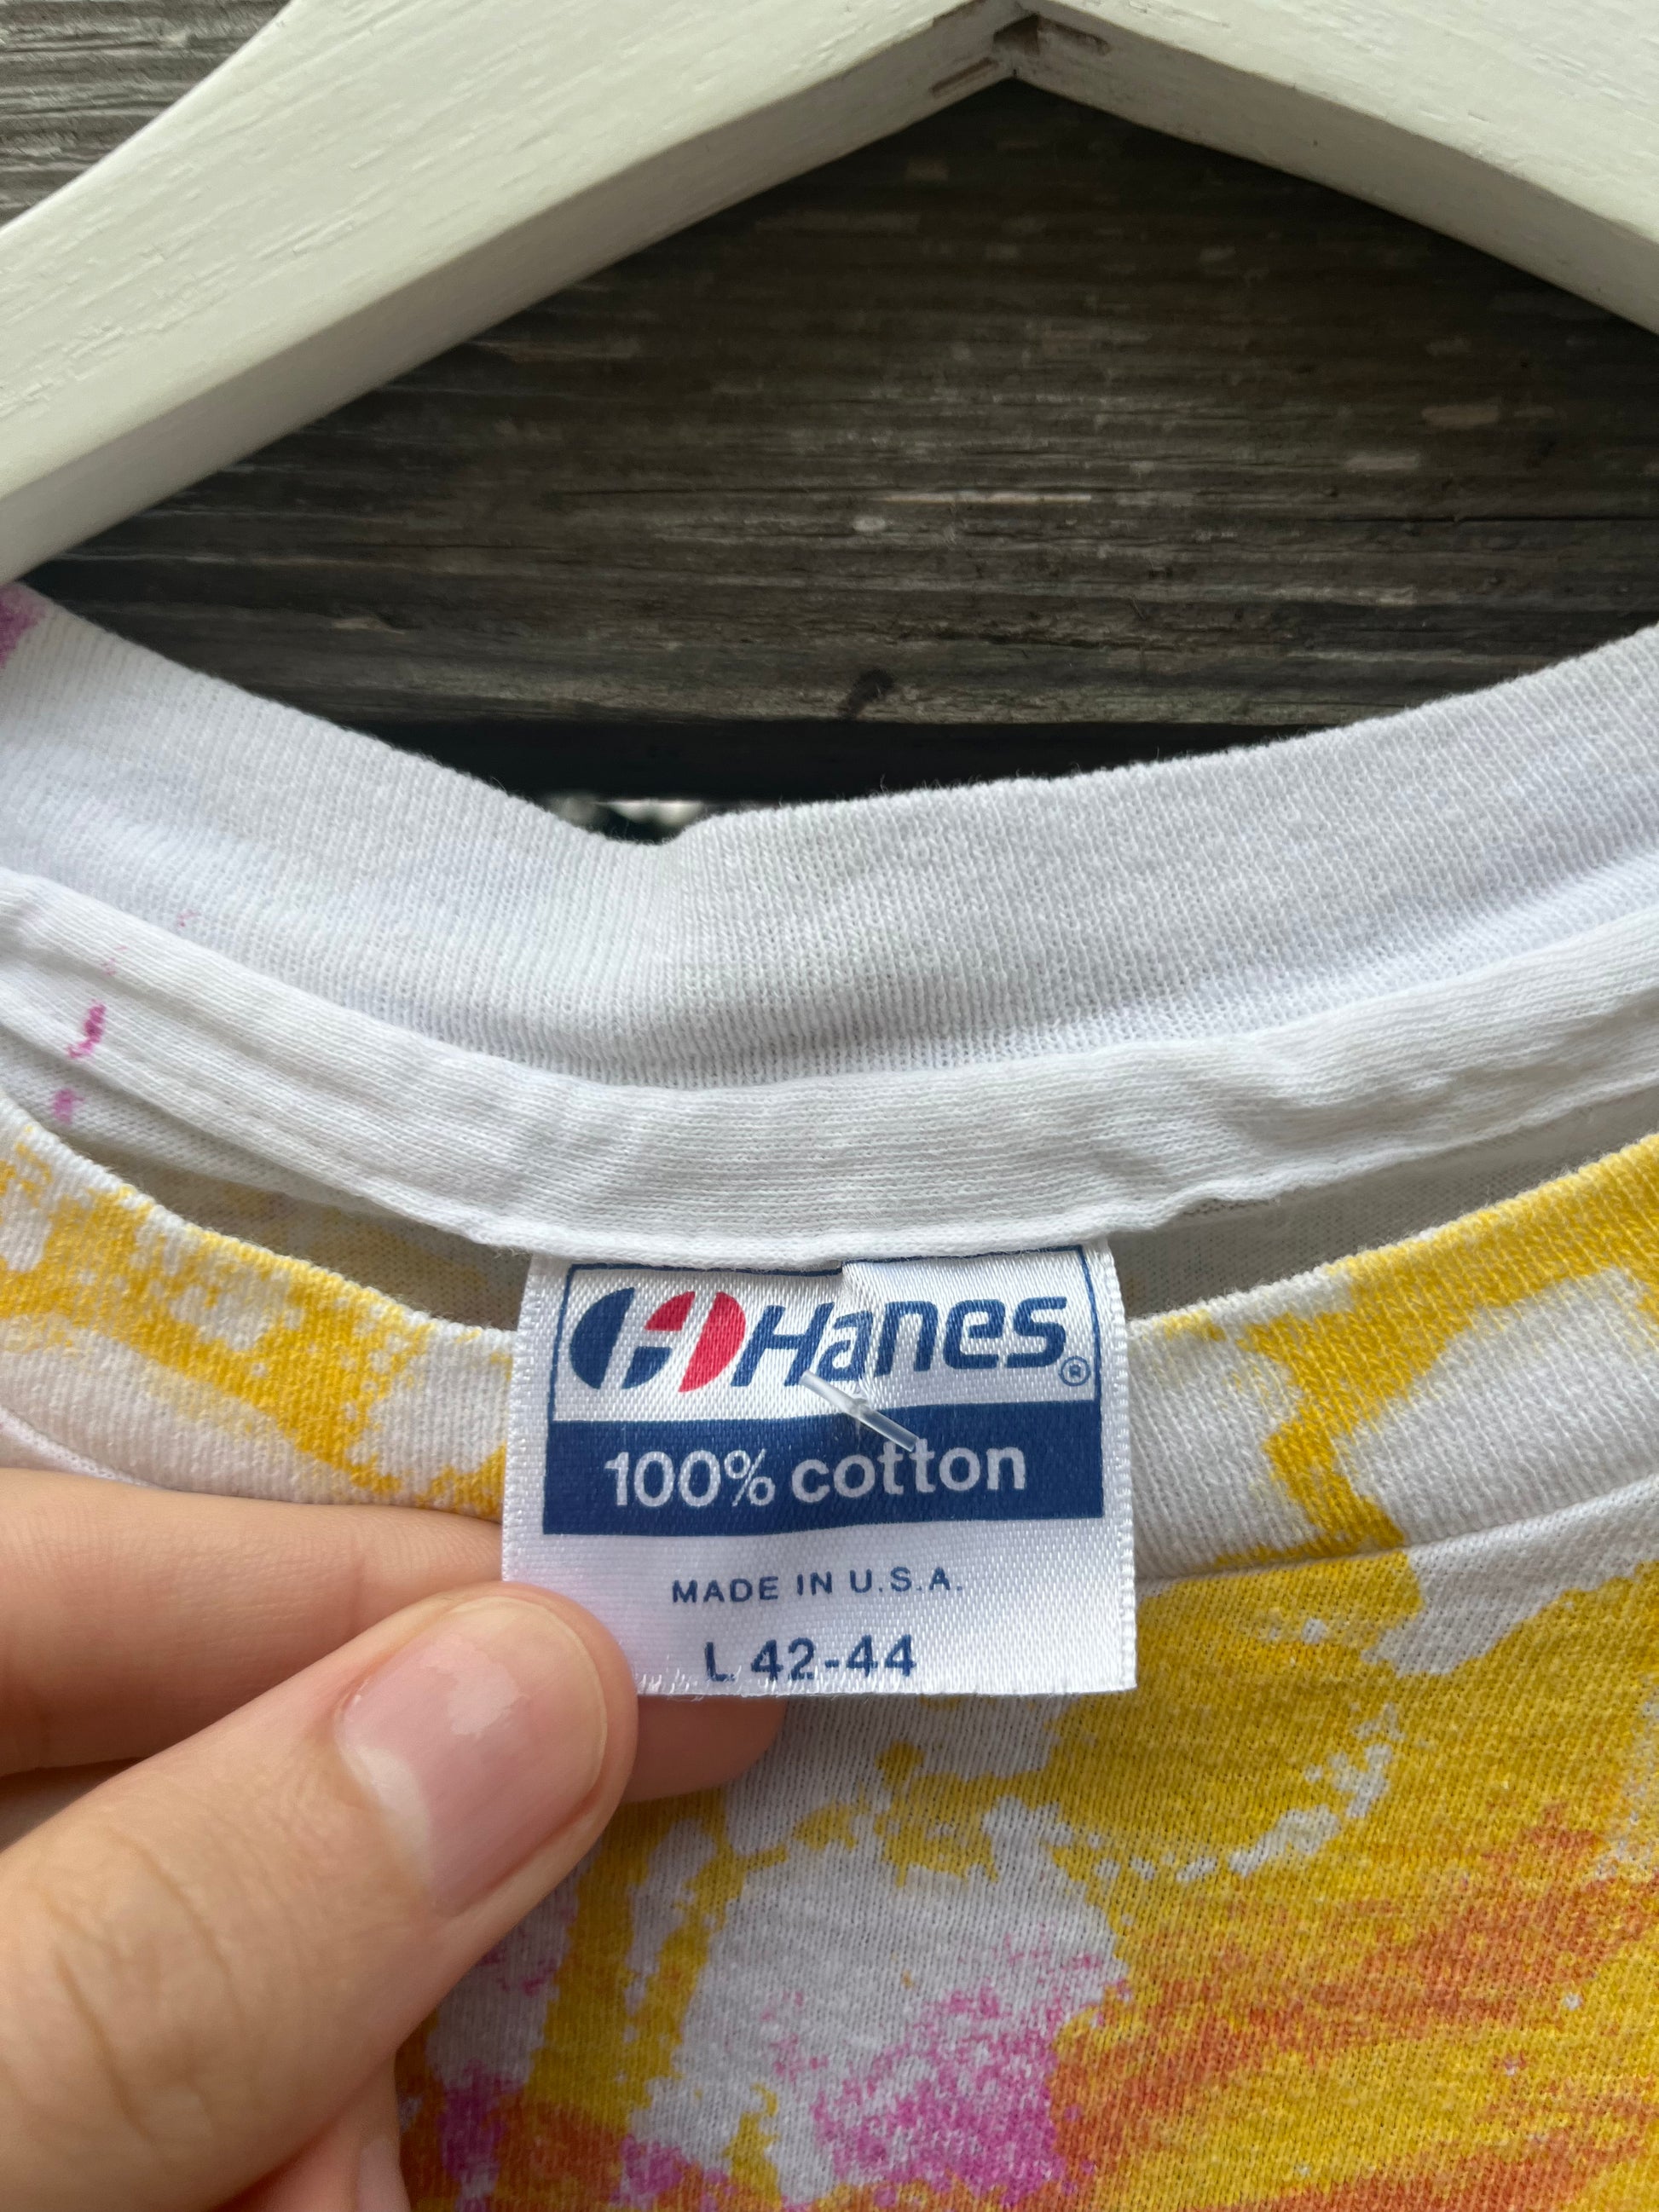 Hanes®
100% cotton
MADE IN U.S.A.
L 42-44